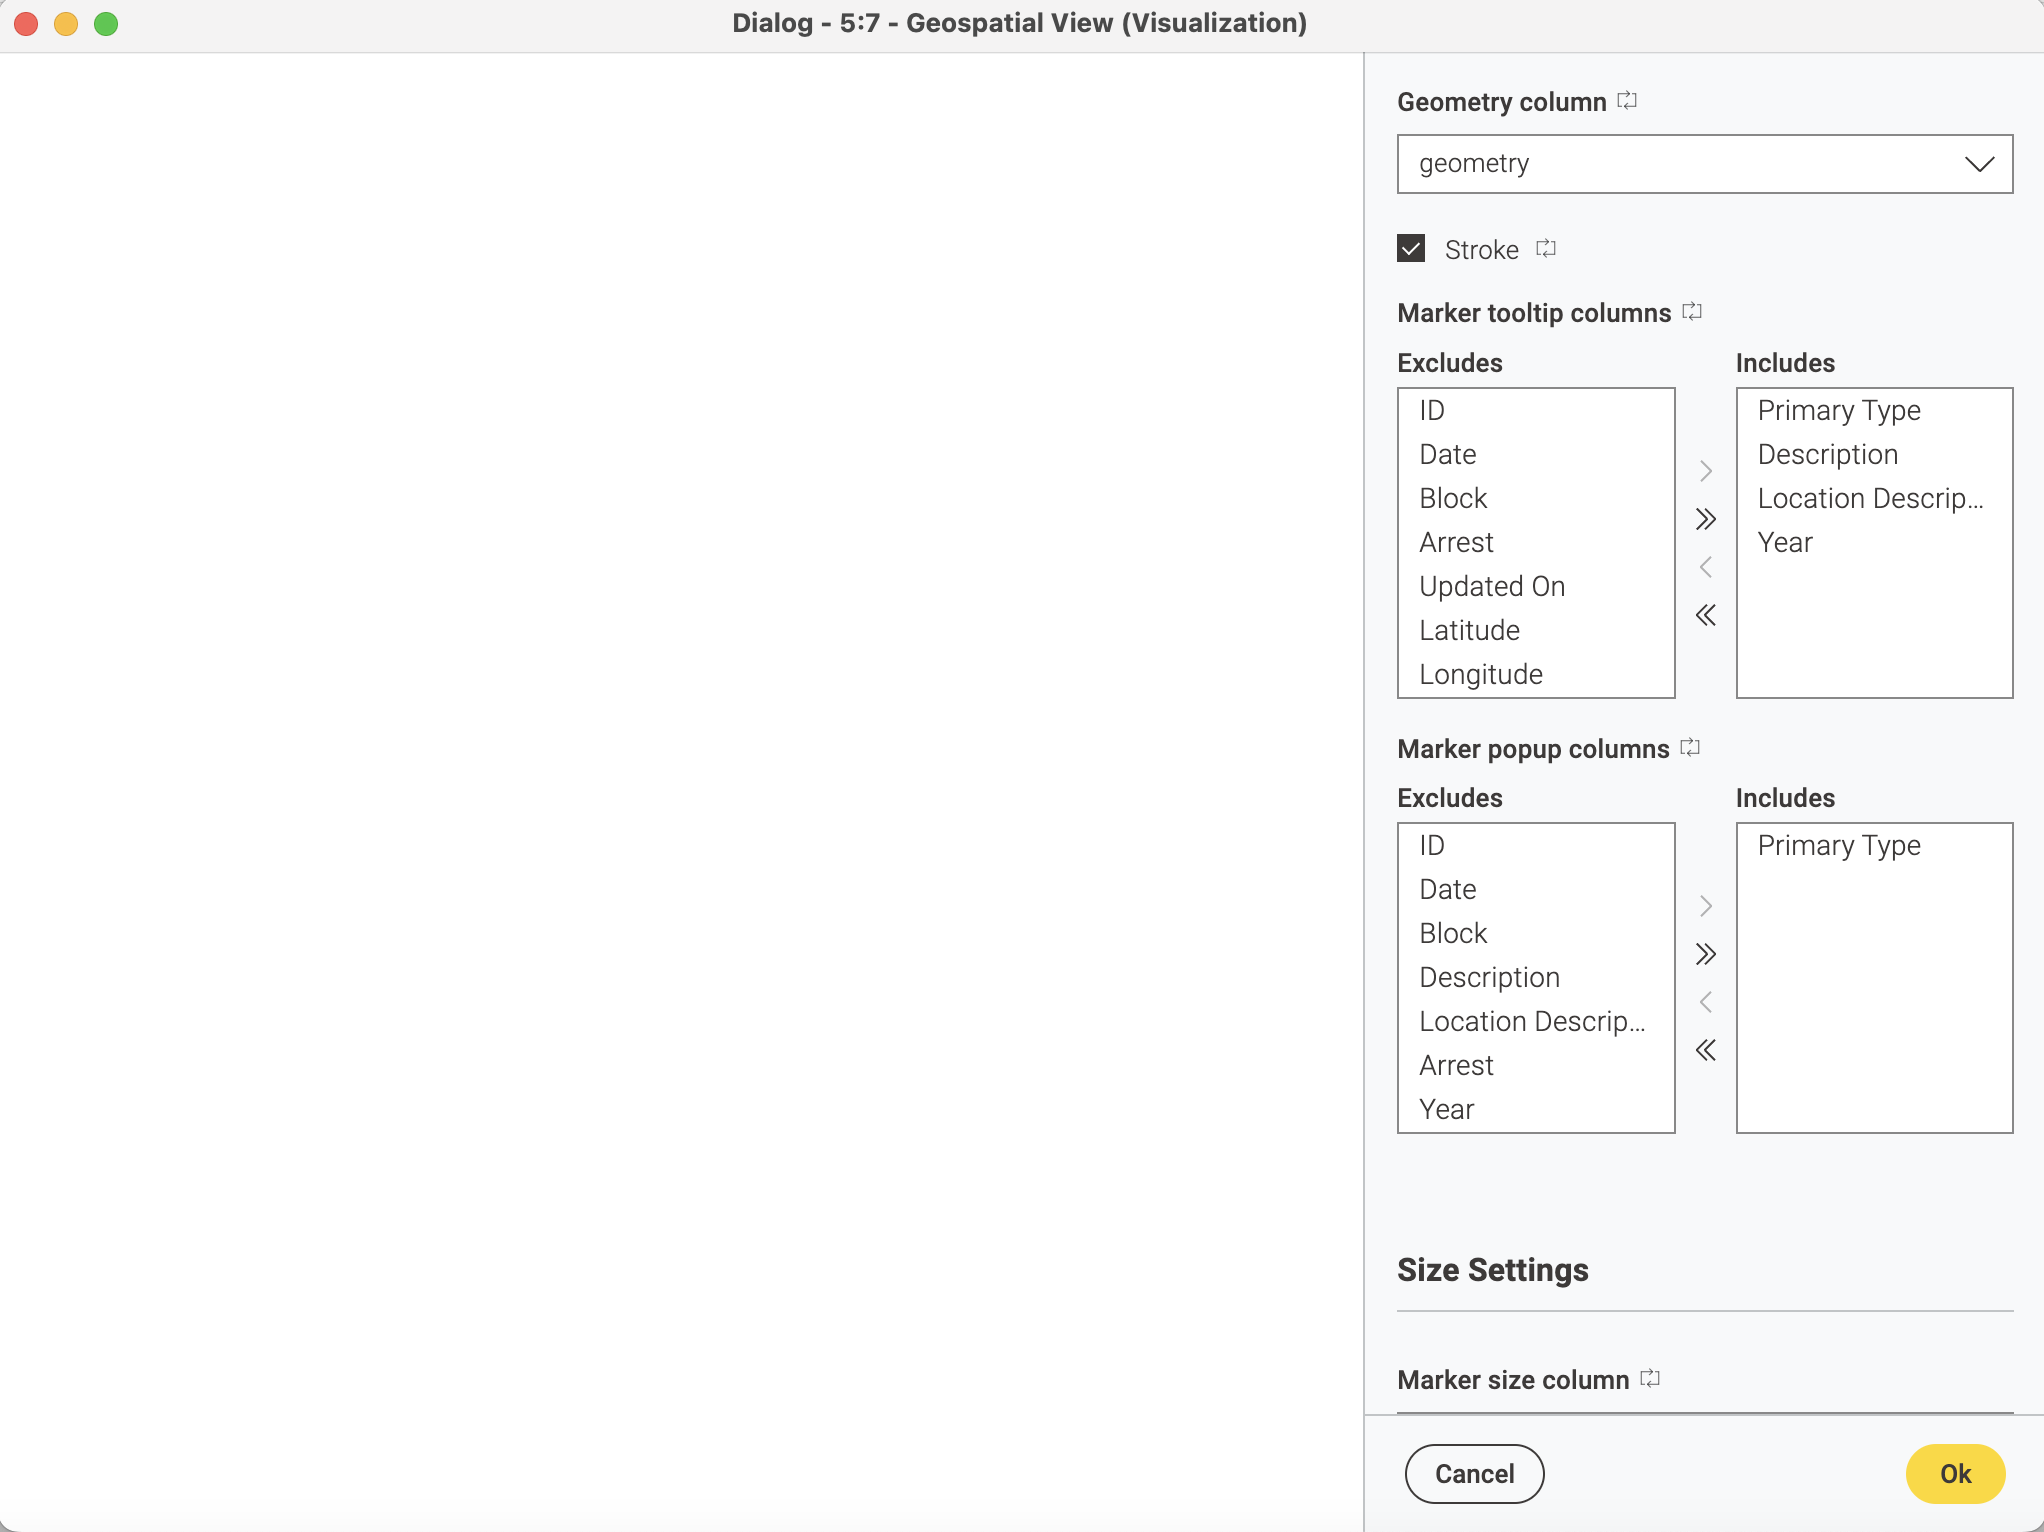 Dialog - 5:7 - Geospatial View (Visualization)
Geometry column
geometry
Stroke
Marker tooltip columns
Excludes
ID
Date
Block
Arrest
Updated On
Latitude
Longitude
Includes
Primary Type
Description
Location Descrip...
Year
Marker popup columns
Excludes
ID
Date
Block
Description
Location Descrip...
Arrest
Year
Includes
Primary Type
Size Settings
Marker size column
Cancel
Ok